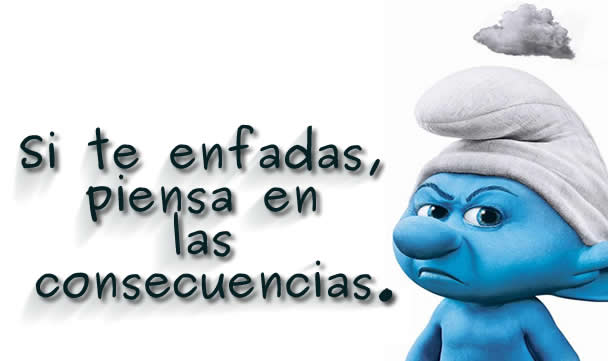 Si te enfadas,
piensa en
las
consecuencias.